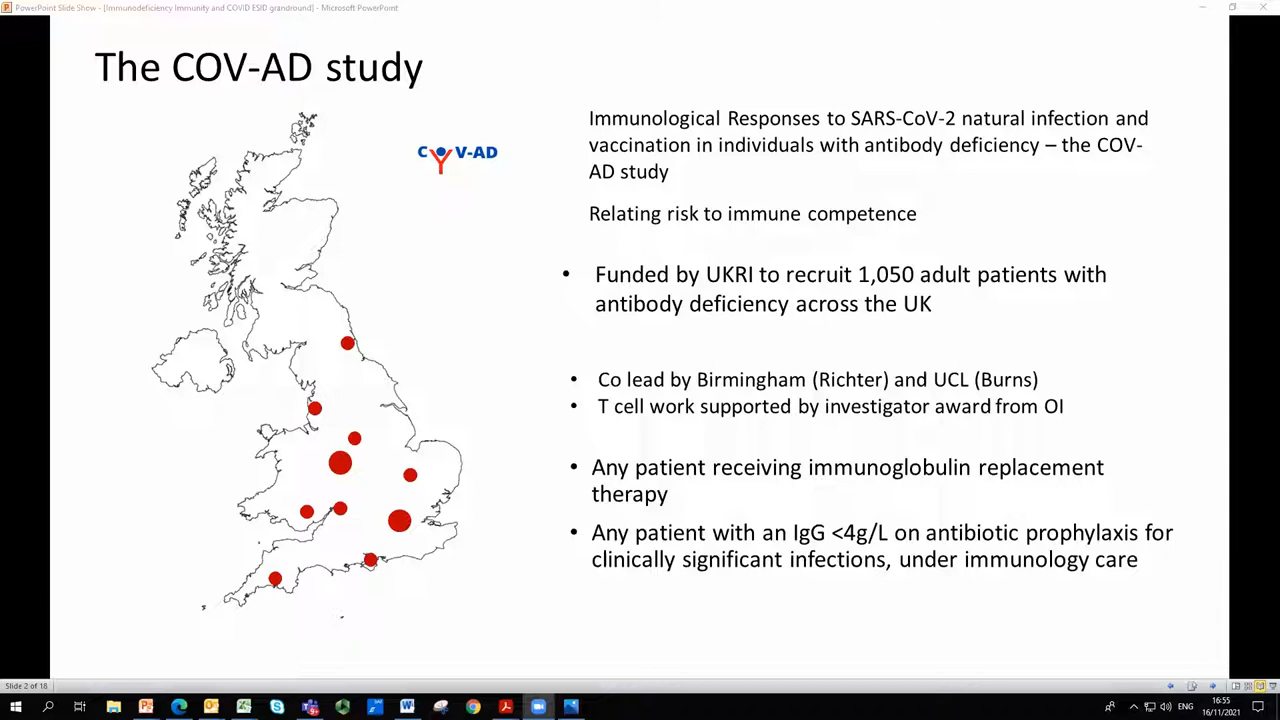 PowerPoint Slide Show - [Immunodeficiency Immunity and COVID ESID grandround] - Microsoft PowerPoint
The COV-AD study
C V-AD
Immunological Responses to SARS-CoV-2 natural infection and
vaccination in individuals with antibody deficiency – the COV-
AD study
Relating risk to immune competence
• Funded by UKRI to recruit 1,050 adult patients with
antibody deficiency across the UK
• Co lead by Birmingham (Richter) and UCL (Burns)
• T cell work supported by investigator award from OI
• Any patient receiving immunoglobulin replacement
therapy
• Any patient with an IgG <4g/L on antibiotic prophylaxis for
clinically significant infections, under immunology care
Slide 2 of 18
ENG
16:55
16/11/2021